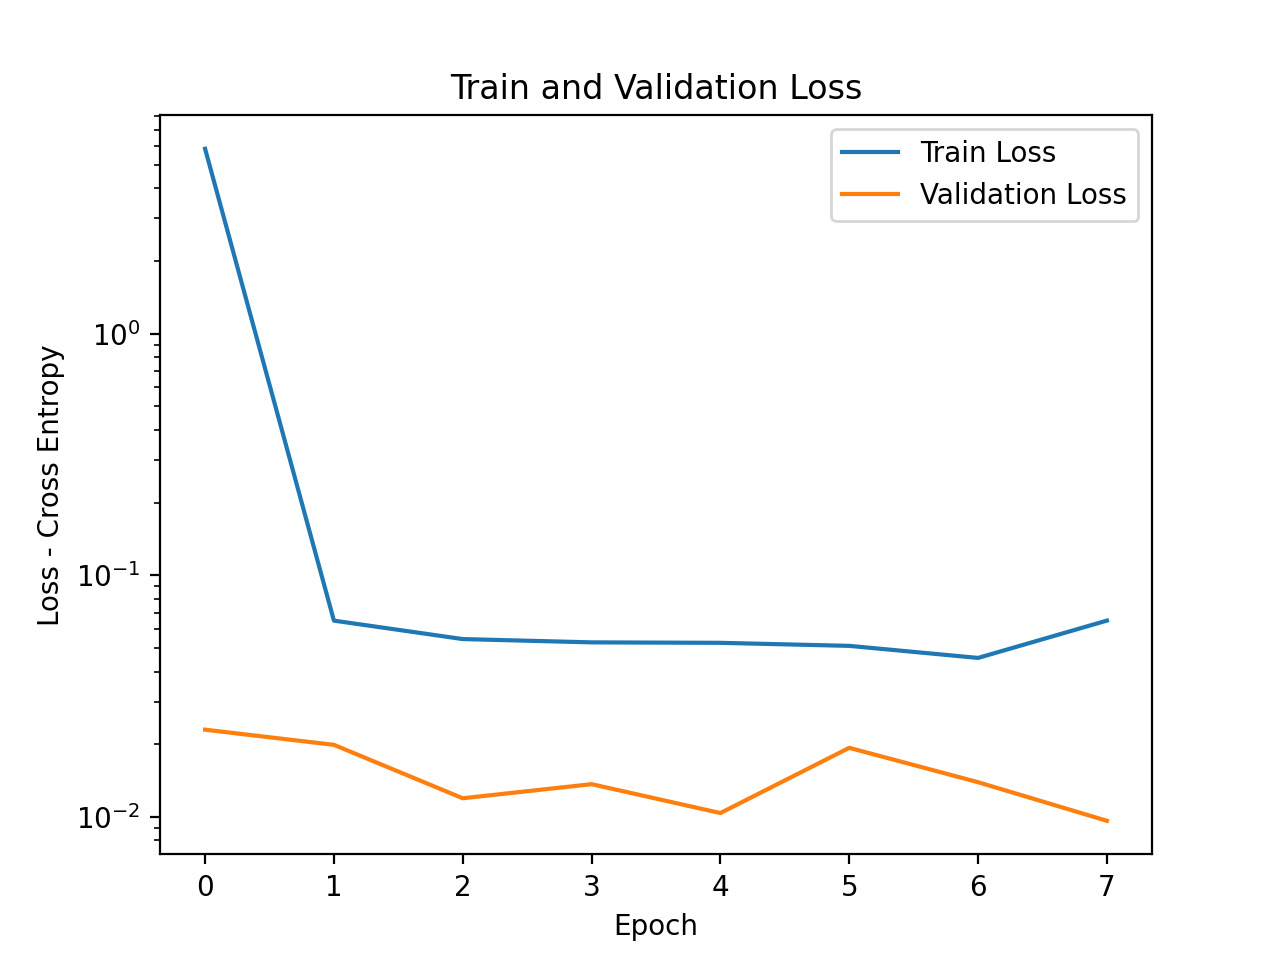 Train and Validation Loss
Train Loss
Validation Loss
10⁰
10⁻¹
10⁻²
Loss - Cross Entropy
0 1 2 3 4 5 6 7
Epoch